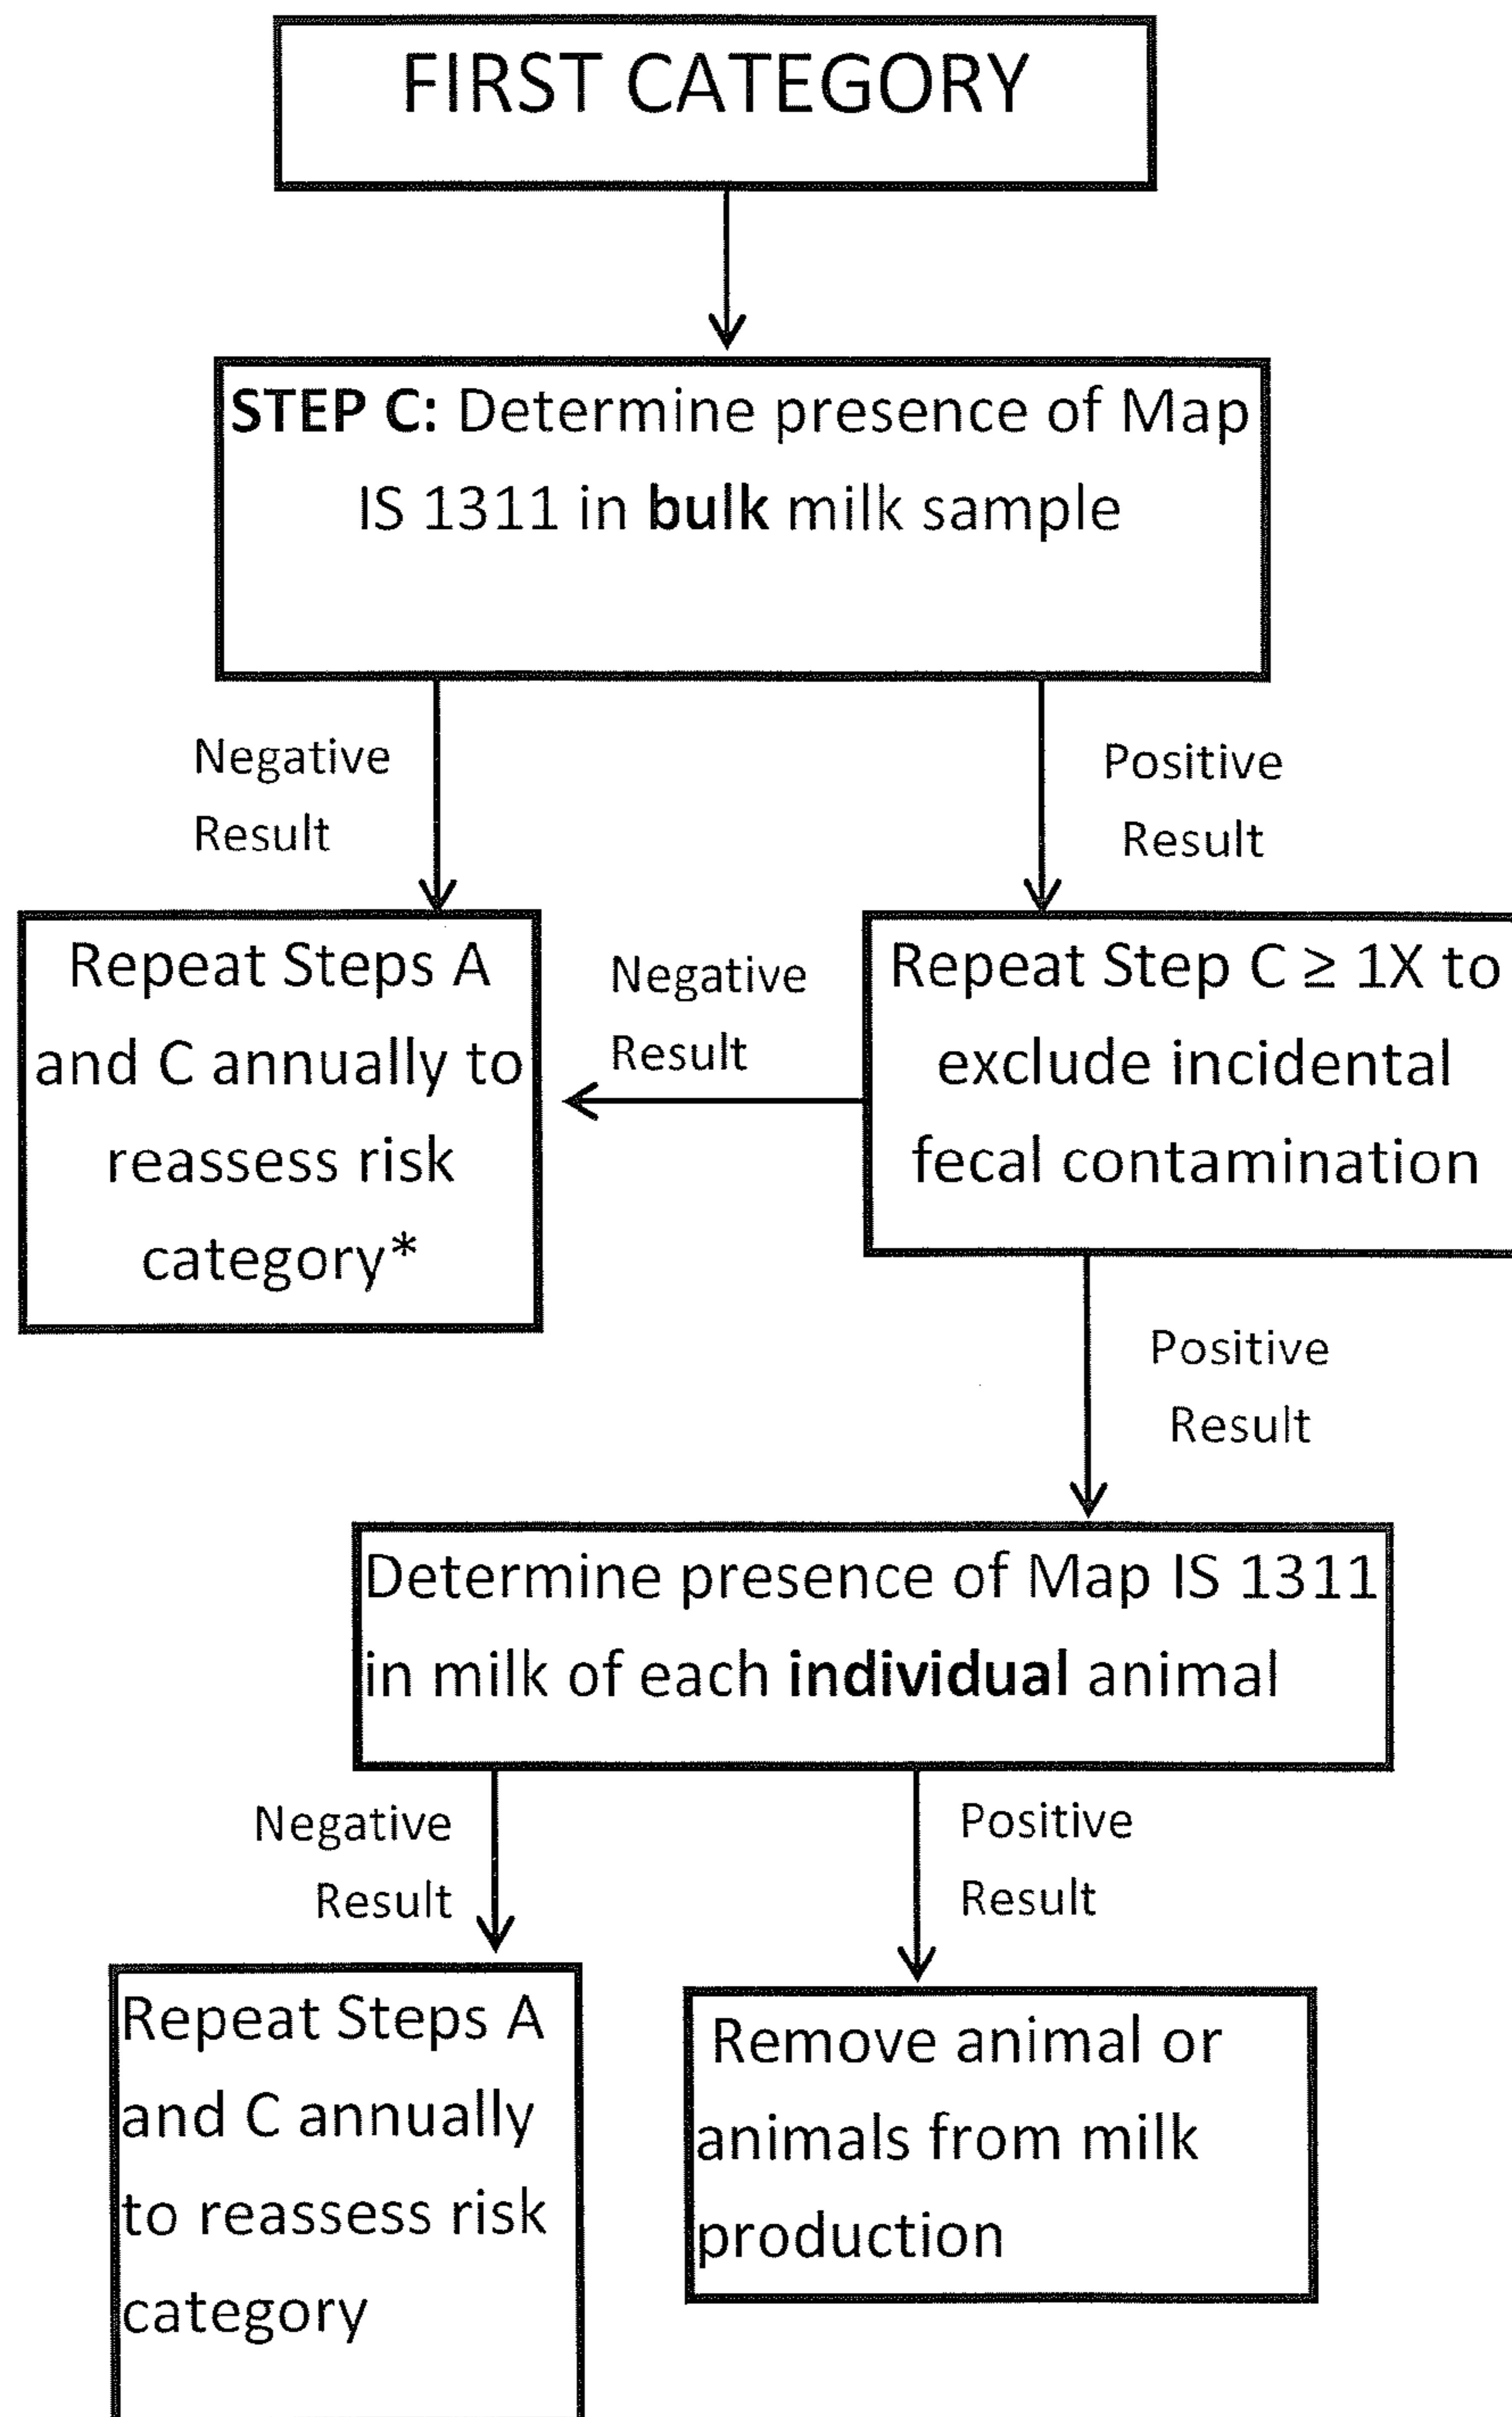 FIRST CATEGORY
STEP C: Determine presence of Map
IS 1311 in bulk milk sample
Negative
Result
Positive
Result
Repeat Steps A
and C annually to
reassess risk
category*
Negative
Result
Repeat Step C ≥ 1X to
exclude incidental
fecal contamination
Positive
Result
Determine presence of Map IS 1311
in milk of each individual animal
Negative
Result
Positive
Result
Repeat Steps A
and C annually
to reassess risk
category
Remove animal or
animals from milk
production